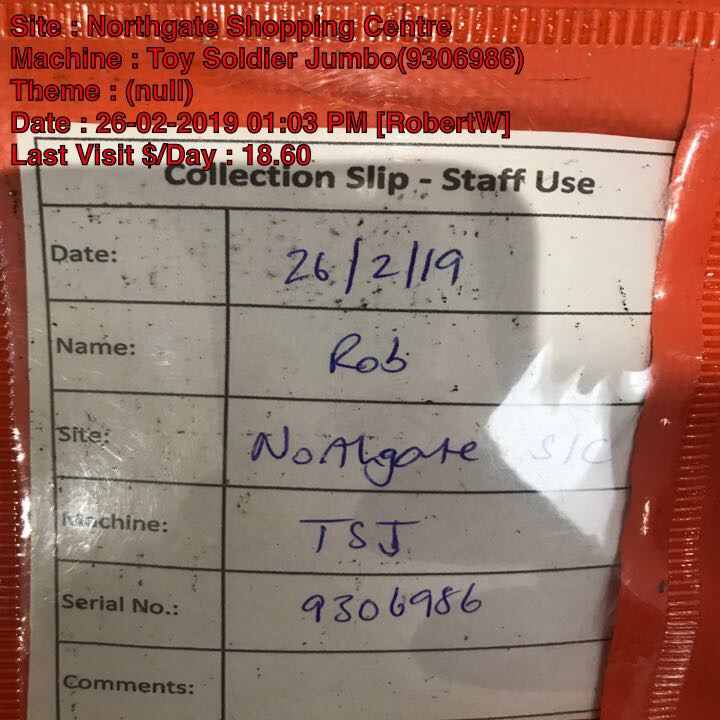 Site : Northgate Shopping Centre
Machine : Toy Soldier Jumbo(9306986)
Theme : (null)
Date : 26-02-2019 01:03 PM [RobertW]
Last Visit $/Day : 18.60
Collection Slip - Staff Use
Date: 26/2/19
Name: Rob
Site: Northgate S/C
Machine: TSJ
Serial No.: 9306986
Comments: